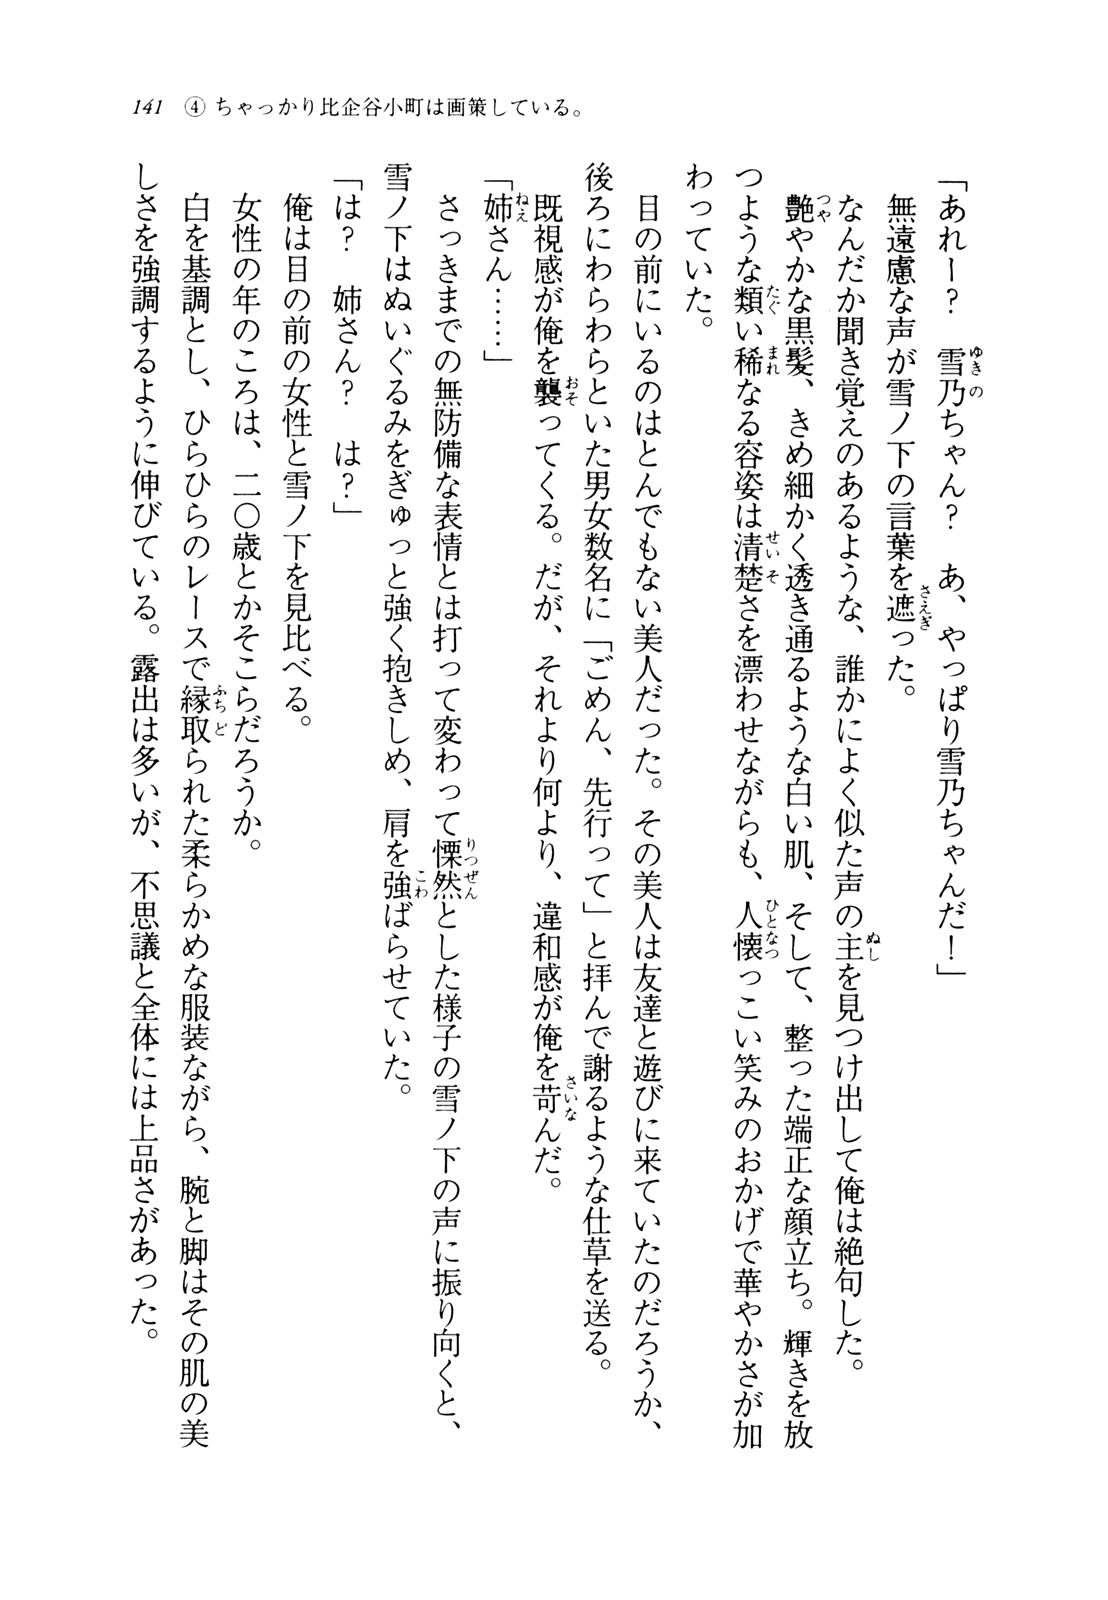 141　④ちゃっかり比企谷小町は画策している。
「あれー？　雪乃ちゃん？　あ、やっぱり雪乃ちゃんだ！」
　無遠慮な声が雪ノ下の言葉を遮った。
　なんだか聞き覚えのあるような、誰かによく似た声の主を見つけ出して俺は絶句した。
　艶やかな黒髪、きめ細かく透き通るような白い肌、そして、整った端正な顔立ち。輝きを放
つような類い稀なる容姿は清楚さを漂わせながらも、人懐っこい笑みのおかげで華やかさが加
わっていた。
　目の前にいるのはとんでもない美人だった。その美人は友達と遊びに来ていたのだろうか、
後ろにわらわらといた男女数名に「ごめん、先行って」と拝んで謝るような仕草を送る。
　既視感が俺を襲ってくる。だが、それより何より、違和感が俺を苛んだ。
「姉さん……」
　さっきまでの無防備な表情とは打って変わって慄然とした様子の雪ノ下の声に振り向くと、
雪ノ下はぬいぐるみをぎゅっと強く抱きしめ、肩を強ばらせていた。
「は？　姉さん？　は？」
　俺は目の前の女性と雪ノ下を見比べる。
　女性の年のころは、二〇歳とかそこらだろうか。
　白を基調とし、ひらひらのレースで縁取られた柔らかめな服装ながら、腕と脚はその肌の美
しさを強調するように伸びている。露出は多いが、不思議と全体には上品さがあった。